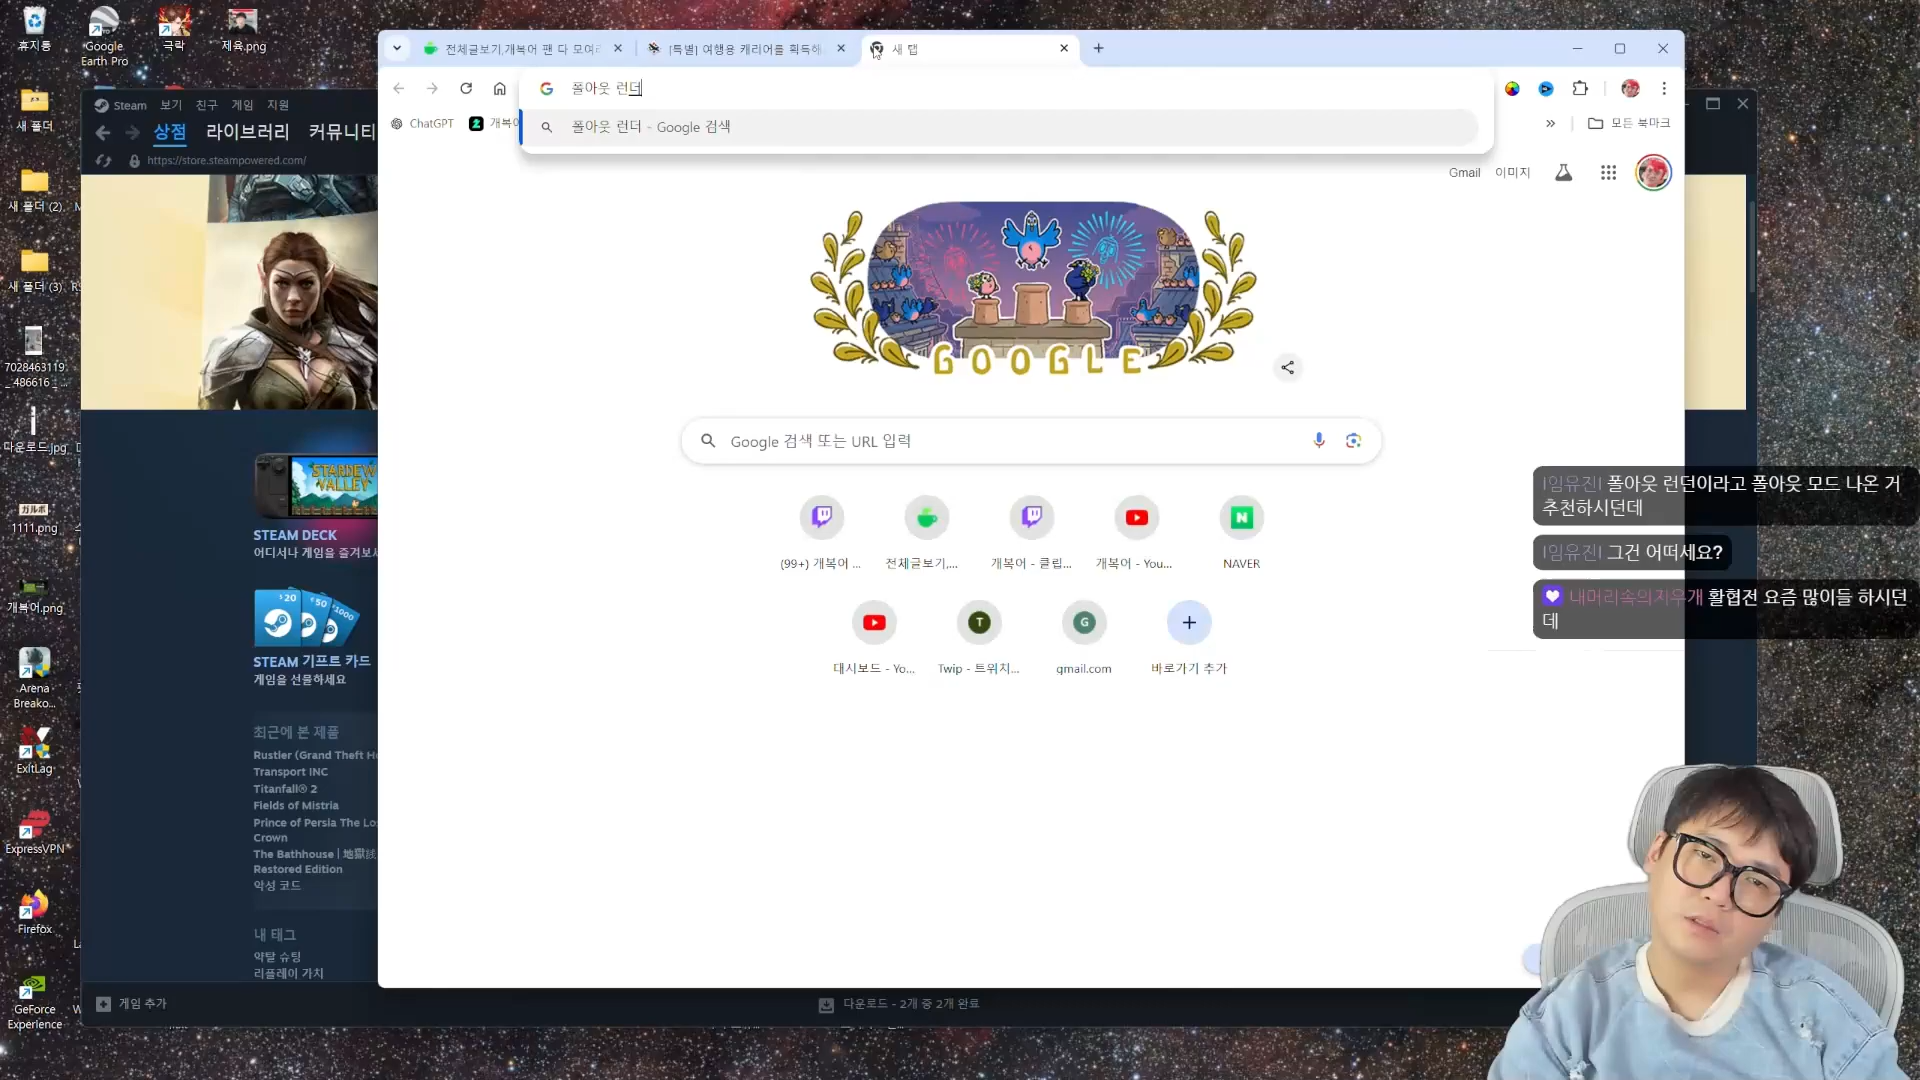 휴지통
Google
Earth Pro
극락
제육.png
새 폴더
새 폴더 (2)
새 폴더 (3)
7028463119
_486616_...
다운로드.jpg
1111.png
개복어.png
Arena
Breako...
ExitLag
ExpressVPN
Firefox
GeForce
Experience
Steam 보기 친구 게임 지원
상점 라이브러리 커뮤니티
https://store.steampowered.com/
STARDEW
VALLEY
STEAM DECK
$20
$50
STEAM 기프트 카드
게임을 선물하세요
최근에 본 제품
Rustler (Grand Theft H
Transport INC
Titanfall® 2
Fields of Mistria
Prince of Persia The Lo
Crown
The Bathhouse | 地獄
Restored Edition
악성 코드
내 태그
약탈 슈팅
리플레이 가치
게임 추가
다운로드 - 2개 중 2개 완료
전체글보기,개복어 팬 다 모여라
[특별] 여행용 캐리어를 획득하
새 탭
폴아웃 런더
폴아웃 런더 - Google 검색
ChatGPT
개복어
모든 북마크
Gmail
이미지
GOOGLE
Google 검색 또는 URL 입력
(99+) 개복어 ...
전체글보기,...
개복어 - 클립...
개복어 - You...
NAVER
대시보드 - Yo...
Twip - 트위치...
gmail.com
바로가기 추가
임유진 폴아웃 런던이라고 폴아웃 모드 나온 거
추천하시던데
임유진 그건 어떠세요?
내머리속의지우개 활협전 요즘 많이들 하시던
데